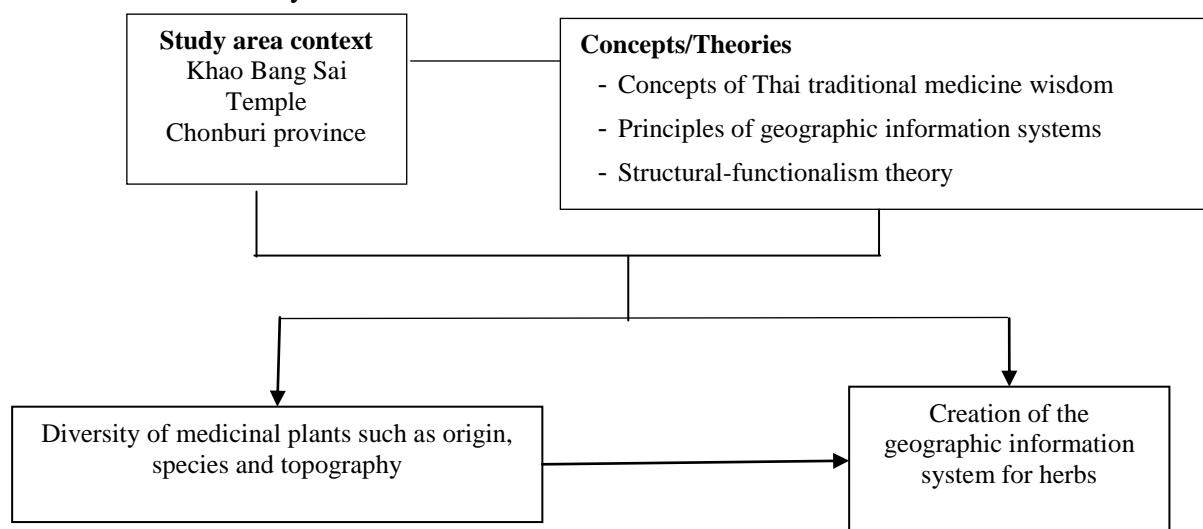 Study area context
Khao Bang Sai
Temple
Chonburi province
Concepts/Theories
- Concepts of Thai traditional medicine wisdom
- Principles of geographic information systems
- Structural-functionalism theory
Diversity of medicinal plants such as origin,
species and topography
Creation of the
geographic information
system for herbs